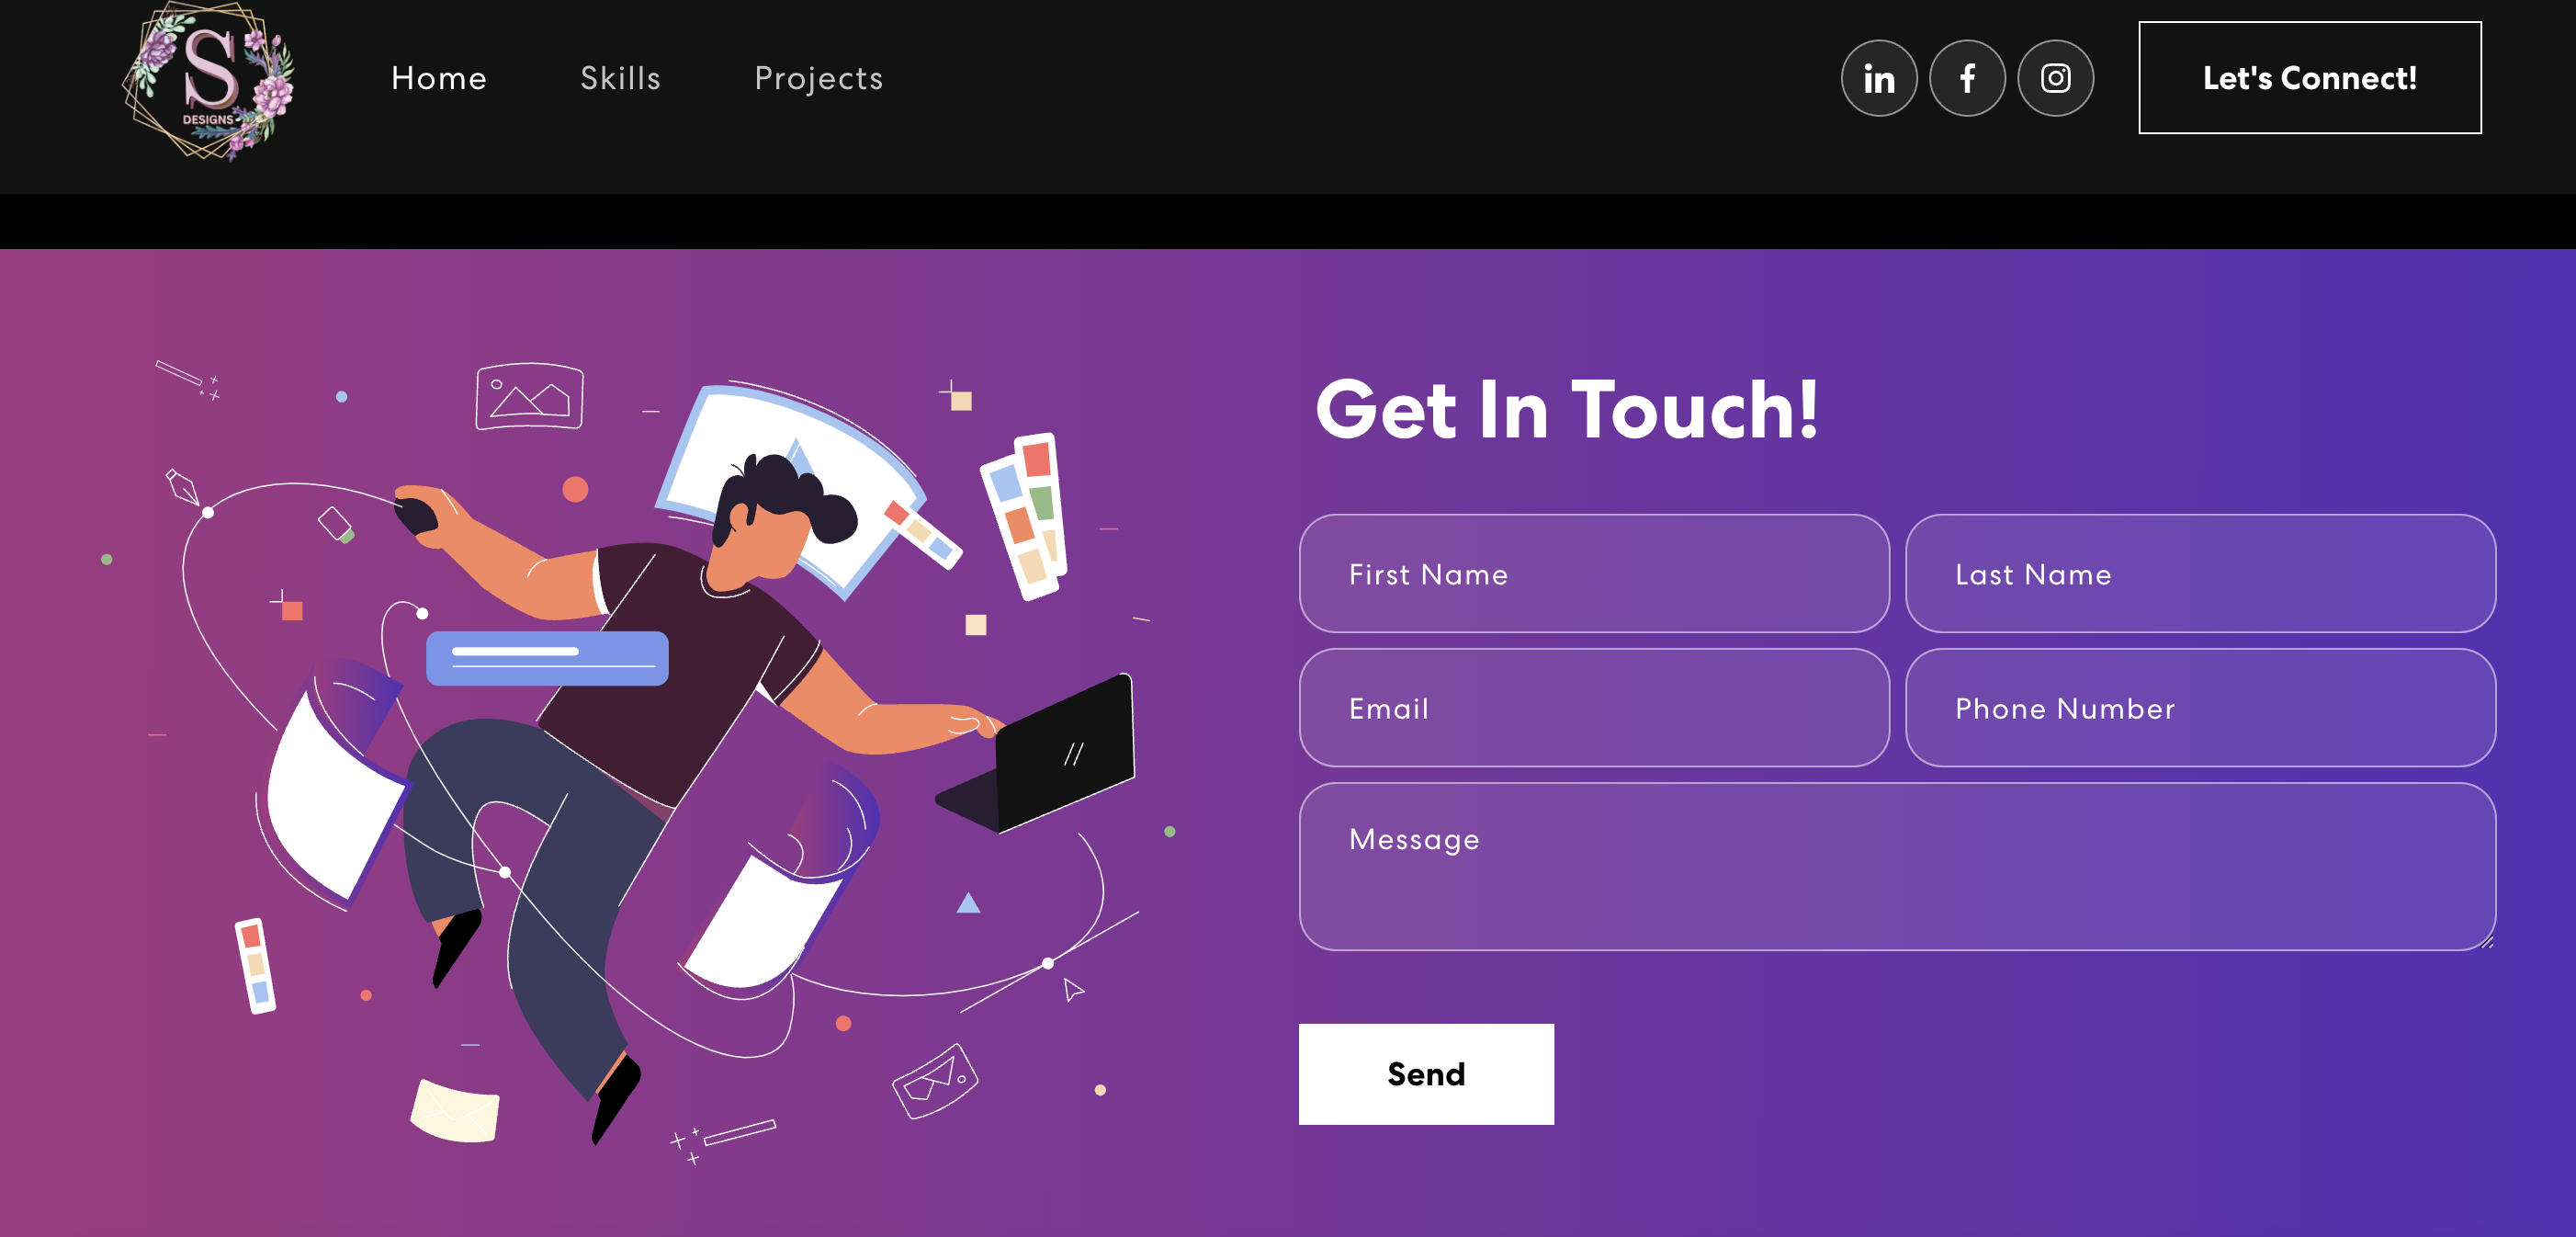 S
DESIGNS
Home Skills Projects
in f Let's Connect!
Get In Touch!
First Name Last Name
Email Phone Number
Message
Send